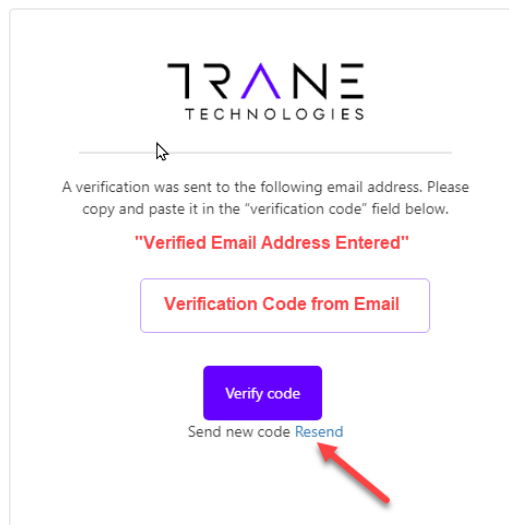 TRANE
TECHNOLOGIES
A verification was sent to the following email address. Please
copy and paste it in the “verification code” field below.
"Verified Email Address Entered"
Verification Code from Email
Verify code
Send new code Resend